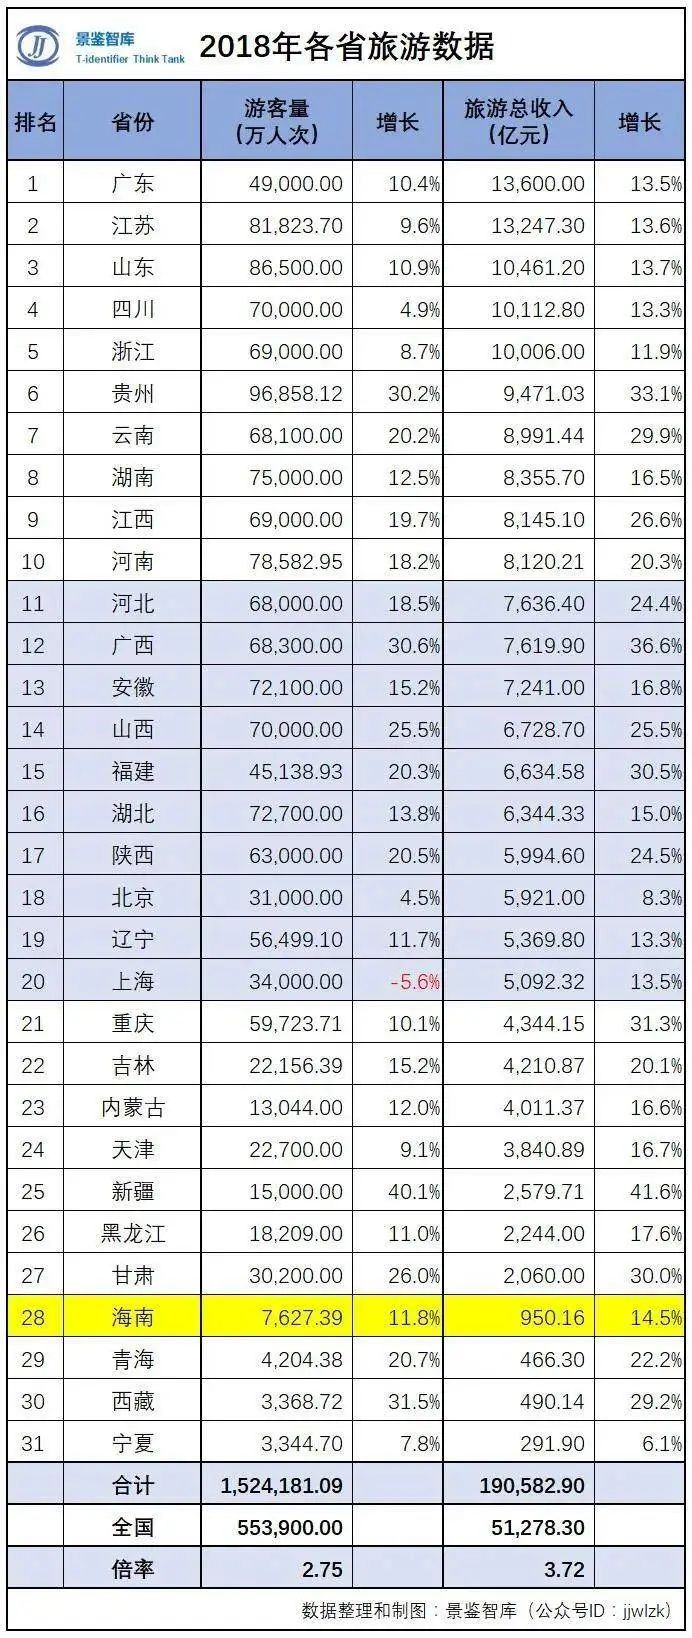 景鉴智库
T-identifier Think Tank
2018年各省旅游数据
排名 省份 游客量（万人次） 增长 旅游总收入（亿元） 增长
1 广东 49,000.00 10.4% 13,600.00 13.5%
2 江苏 81,823.70 9.6% 13,247.30 13.6%
3 山东 86,500.00 10.9% 10,461.20 13.7%
4 四川 70,000.00 4.9% 10,112.80 13.3%
5 浙江 69,000.00 8.7% 10,006.00 11.9%
6 贵州 96,858.12 30.2% 9,471.03 33.1%
7 云南 68,100.00 20.2% 8,991.44 29.9%
8 湖南 75,000.00 12.5% 8,355.70 16.5%
9 江西 69,000.00 19.7% 8,145.10 26.6%
10 河南 78,582.95 18.2% 8,120.21 20.3%
11 河北 68,000.00 18.5% 7,636.40 24.4%
12 广西 68,300.00 30.6% 7,619.90 36.6%
13 安徽 72,100.00 15.2% 7,241.00 16.8%
14 山西 70,000.00 25.5% 6,728.70 25.5%
15 福建 45,138.93 20.3% 6,634.58 30.5%
16 湖北 72,700.00 13.8% 6,344.33 15.0%
17 陕西 63,000.00 20.5% 5,994.60 24.5%
18 北京 31,000.00 4.5% 5,921.00 8.3%
19 辽宁 56,499.10 11.7% 5,369.80 13.3%
20 上海 34,000.00 -5.6% 5,092.32 13.5%
21 重庆 59,723.71 10.1% 4,344.15 31.3%
22 吉林 22,156.39 15.2% 4,210.87 20.1%
23 内蒙古 13,044.00 12.0% 4,011.37 16.6%
24 天津 22,700.00 9.1% 3,840.89 16.7%
25 新疆 15,000.00 40.1% 2,579.71 41.6%
26 黑龙江 18,209.00 11.0% 2,244.00 17.6%
27 甘肃 30,200.00 26.0% 2,060.00 30.0%
28 海南 7,627.39 11.8% 950.16 14.5%
29 青海 4,204.38 20.7% 466.30 22.2%
30 西藏 3,368.72 31.5% 490.14 29.2%
31 宁夏 3,344.70 7.8% 291.90 6.1%
合计 1,524,181.09 190,582.90
全国 553,900.00 51,278.30
倍率 2.75 3.72
数据整理和制图：景鉴智库（公众号ID：jjwlzk）